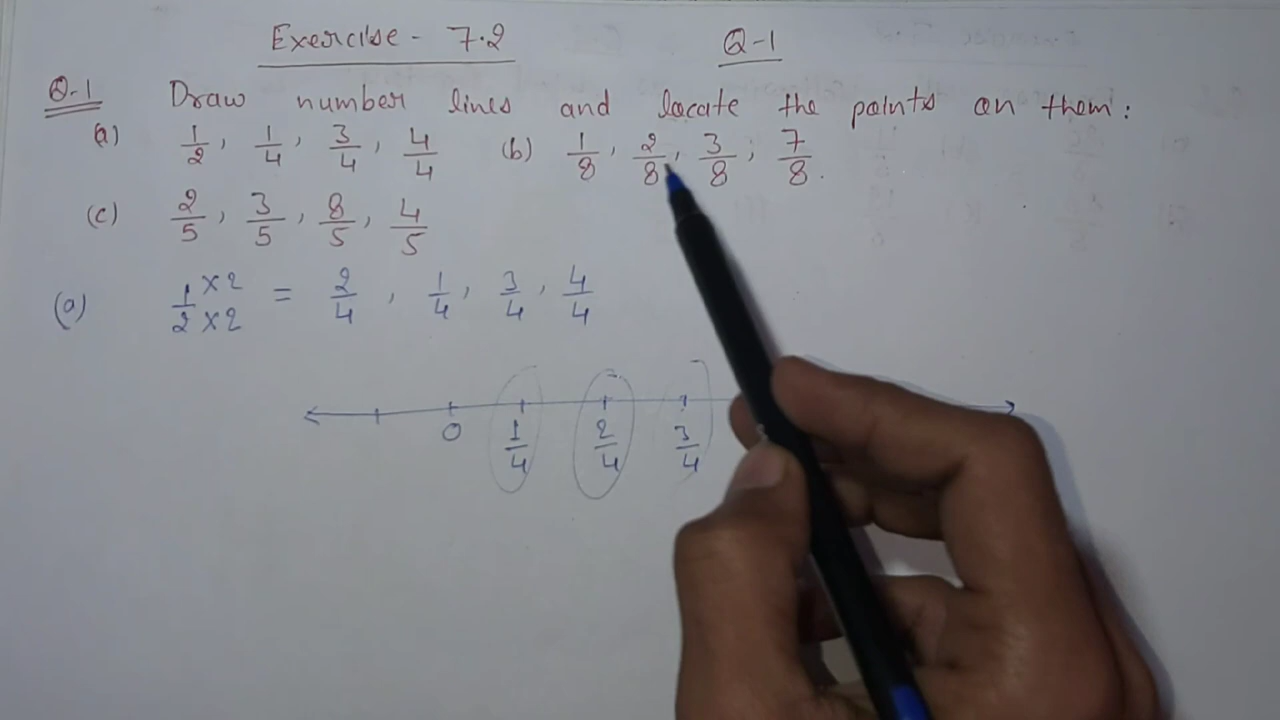 Exercise - 7.2 Q-1
Q-1 Draw number lines and locate the points on them:
(a) 1/2, 1/4, 3/4, 4/4 (b) 1/8, 2/8, 3/8, 7/8.
(c) 2/5, 3/5, 8/5, 4/5
(a) 1×2/2×2 = 2/4, 1/4, 3/4, 4/4
0 1/4 2/4 3/4